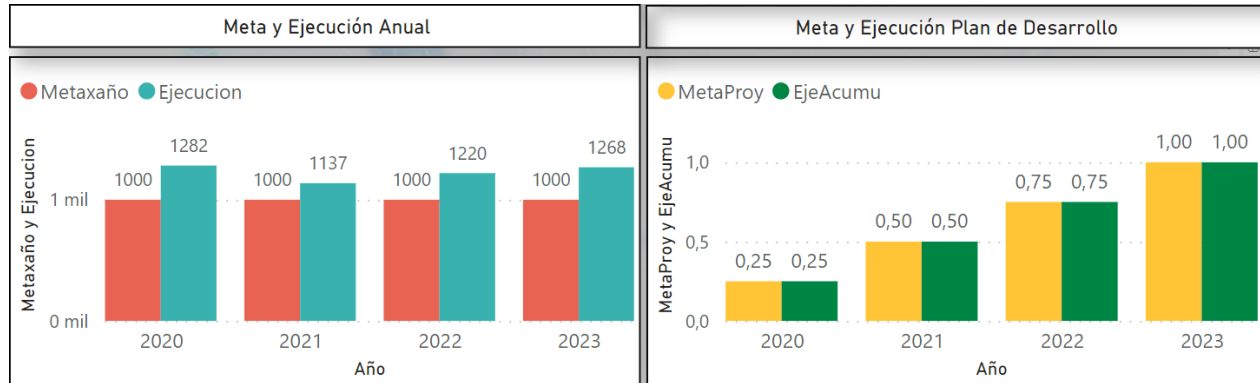 Meta y Ejecución Anual
Metaxaño Ejecucion
Metaxaño y Ejecucion
1 mil
0 mil
1000 1282
1000 1137
1000 1220
1000 1268
2020 2021 2022 2023
Año
Meta y Ejecución Plan de Desarrollo
MetaProy EjeAcumu
MetaProy y EjeAcumu
1,0
0,5
0,0
0,25 0,25
0,50 0,50
0,75 0,75
1,00 1,00
2020 2021 2022 2023
Año